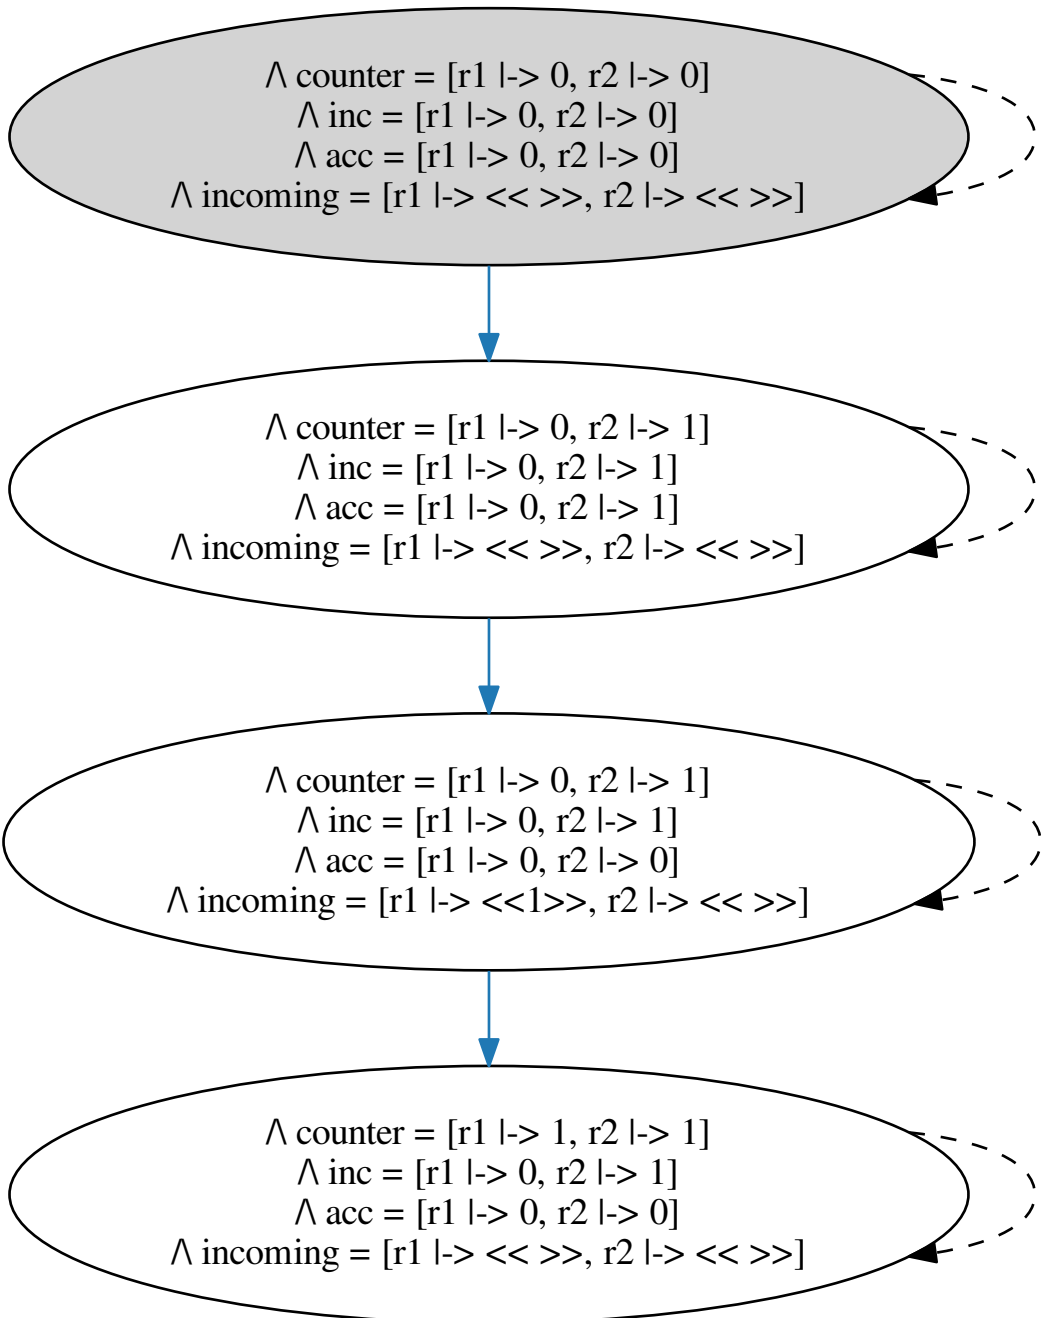 /\ counter = [r1 |-> 0, r2 |-> 0]
/\ inc = [r1 |-> 0, r2 |-> 0]
/\ acc = [r1 |-> 0, r2 |-> 0]
/\ incoming = [r1 |-> << >>, r2 |-> << >>]
/\ counter = [r1 |-> 0, r2 |-> 1]
/\ inc = [r1 |-> 0, r2 |-> 1]
/\ acc = [r1 |-> 0, r2 |-> 1]
/\ incoming = [r1 |-> << >>, r2 |-> << >>]
/\ counter = [r1 |-> 0, r2 |-> 1]
/\ inc = [r1 |-> 0, r2 |-> 1]
/\ acc = [r1 |-> 0, r2 |-> 0]
/\ incoming = [r1 |-> <<1>>, r2 |-> << >>]
/\ counter = [r1 |-> 1, r2 |-> 1]
/\ inc = [r1 |-> 0, r2 |-> 1]
/\ acc = [r1 |-> 0, r2 |-> 0]
/\ incoming = [r1 |-> << >>, r2 |-> << >>]